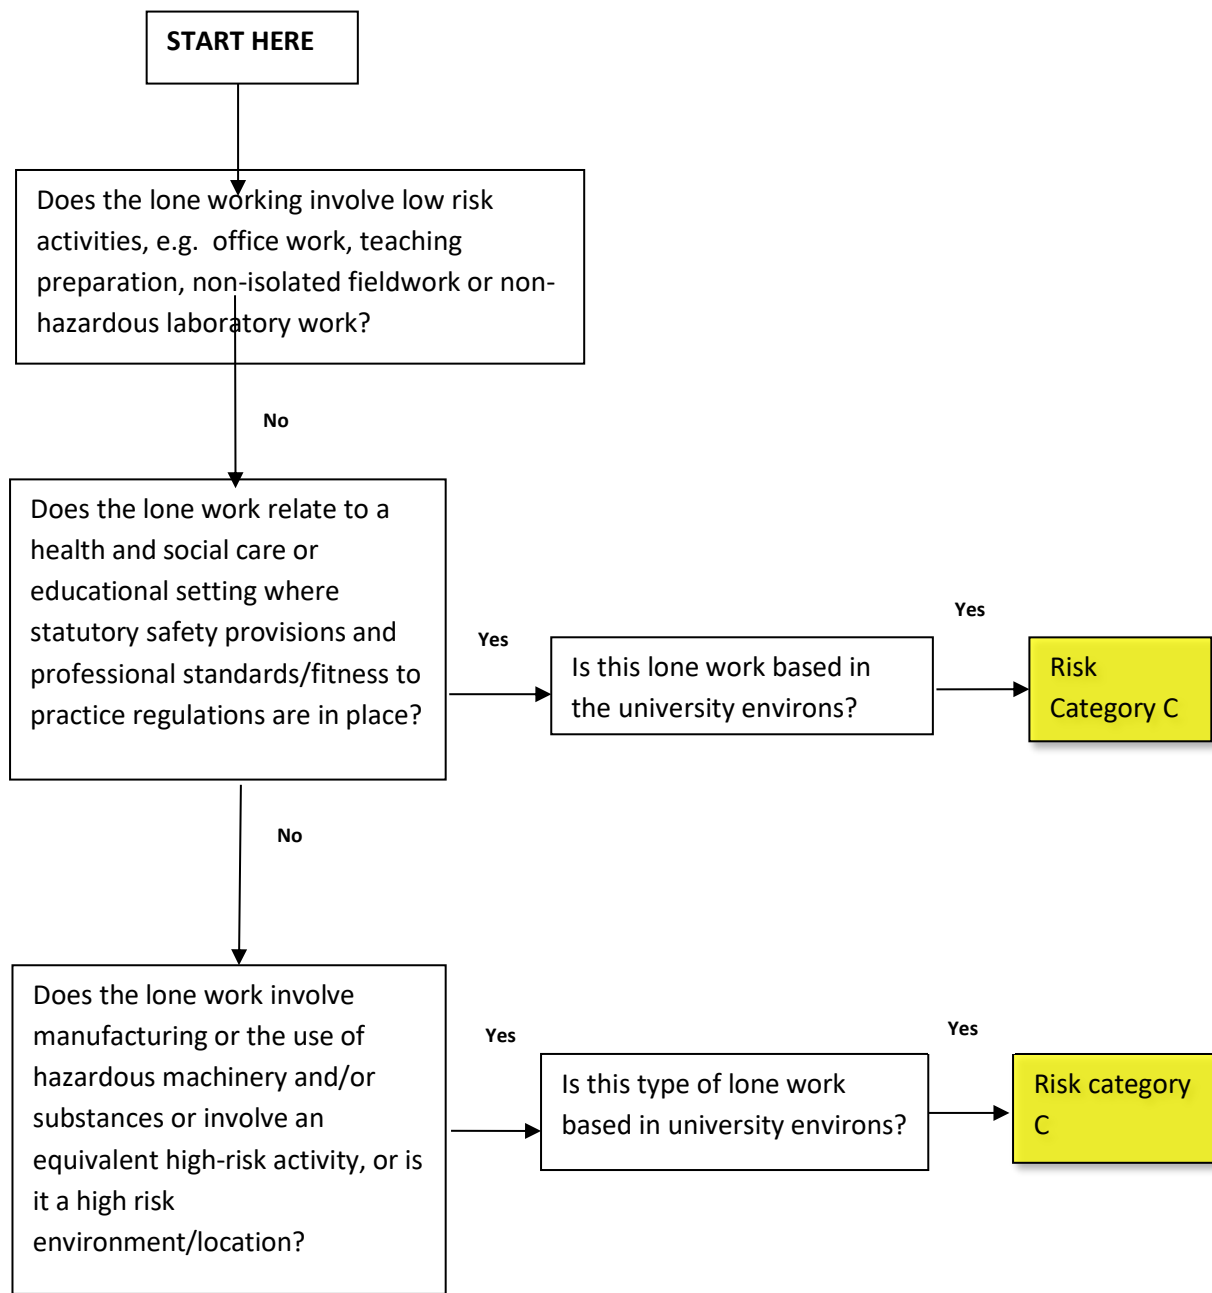 START HERE
Does the lone working involve low risk
activities, e.g. office work, teaching
preparation, non-isolated fieldwork or non-
hazardous laboratory work?
No
Does the lone work relate to a
health and social care or
educational setting where
statutory safety provisions and
professional standards/fitness to
practice regulations are in place?
Yes
Is this lone work based in
the university environs?
Yes
Risk
Category C
No
Does the lone work involve
manufacturing or the use of
hazardous machinery and/or
substances or involve an
equivalent high-risk activity, or is
it a high risk
environment/location?
Yes
Is this type of lone work
based in university environs?
Yes
Risk category
C